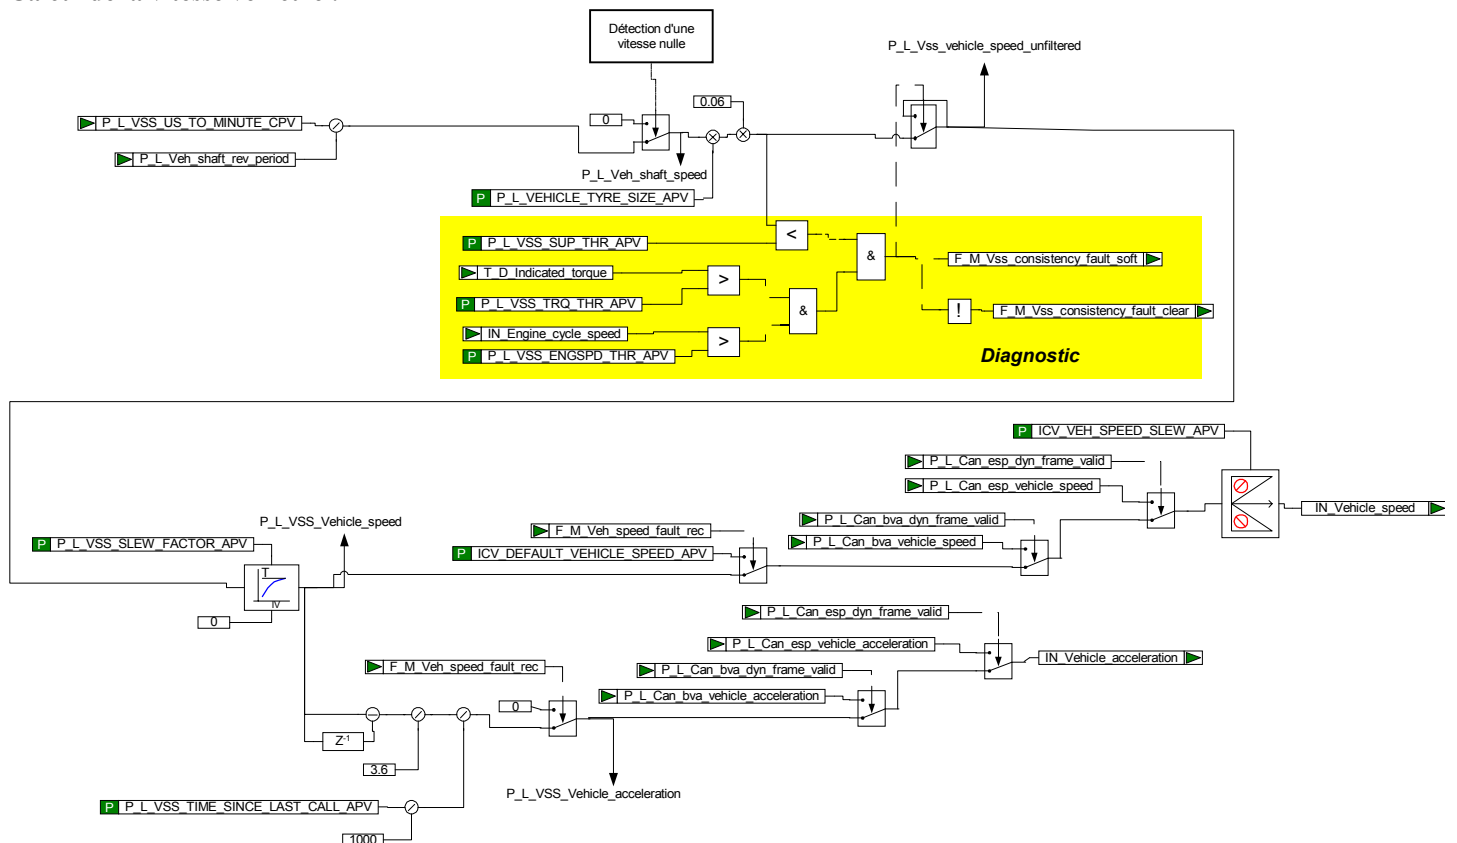 Détection d'une
vitesse nulle
P_L_Vss_vehicle_speed_unfiltered
0.06
P_L_VSS_US_TO_MINUTE_CPV
0
P_L_Veh_shaft_rev_period
P_L_Veh_shaft_speed
P P_L_VEHICLE_TYRE_SIZE_APV
<
P P_L_VSS_SUP_THR_APV
&
F_M_Vss_consistency_fault_soft
T_D_Indicated_torque
>
P P_L_VSS_TRQ_THR_APV
&
!
F_M_Vss_consistency_fault_clear
IN_Engine_cycle_speed
>
P P_L_VSS_ENGSPD_THR_APV
Diagnostic
P ICV_VEH_SPEED_SLEW_APV
P_L_Can_esp_dyn_frame_valid
P_L_Can_esp_vehicle_speed
IN_Vehicle_speed
P_L_VSS_Vehicle_speed
P_L_Can_bva_dyn_frame_valid
F_M_Veh_speed_fault_rec
P_L_Can_bva_vehicle_speed
P P_L_VSS_SLEW_FACTOR_APV
P ICV_DEFAULT_VEHICLE_SPEED_APV
T
IV
0
P_L_Can_esp_dyn_frame_valid
P_L_Can_esp_vehicle_acceleration
IN_Vehicle_acceleration
F_M_Veh_speed_fault_rec
P_L_Can_bva_dyn_frame_valid
P_L_Can_bva_vehicle_acceleration
0
Z-1
3.6
P_L_VSS_Vehicle_acceleration
P P_L_VSS_TIME_SINCE_LAST_CALL_APV
1000